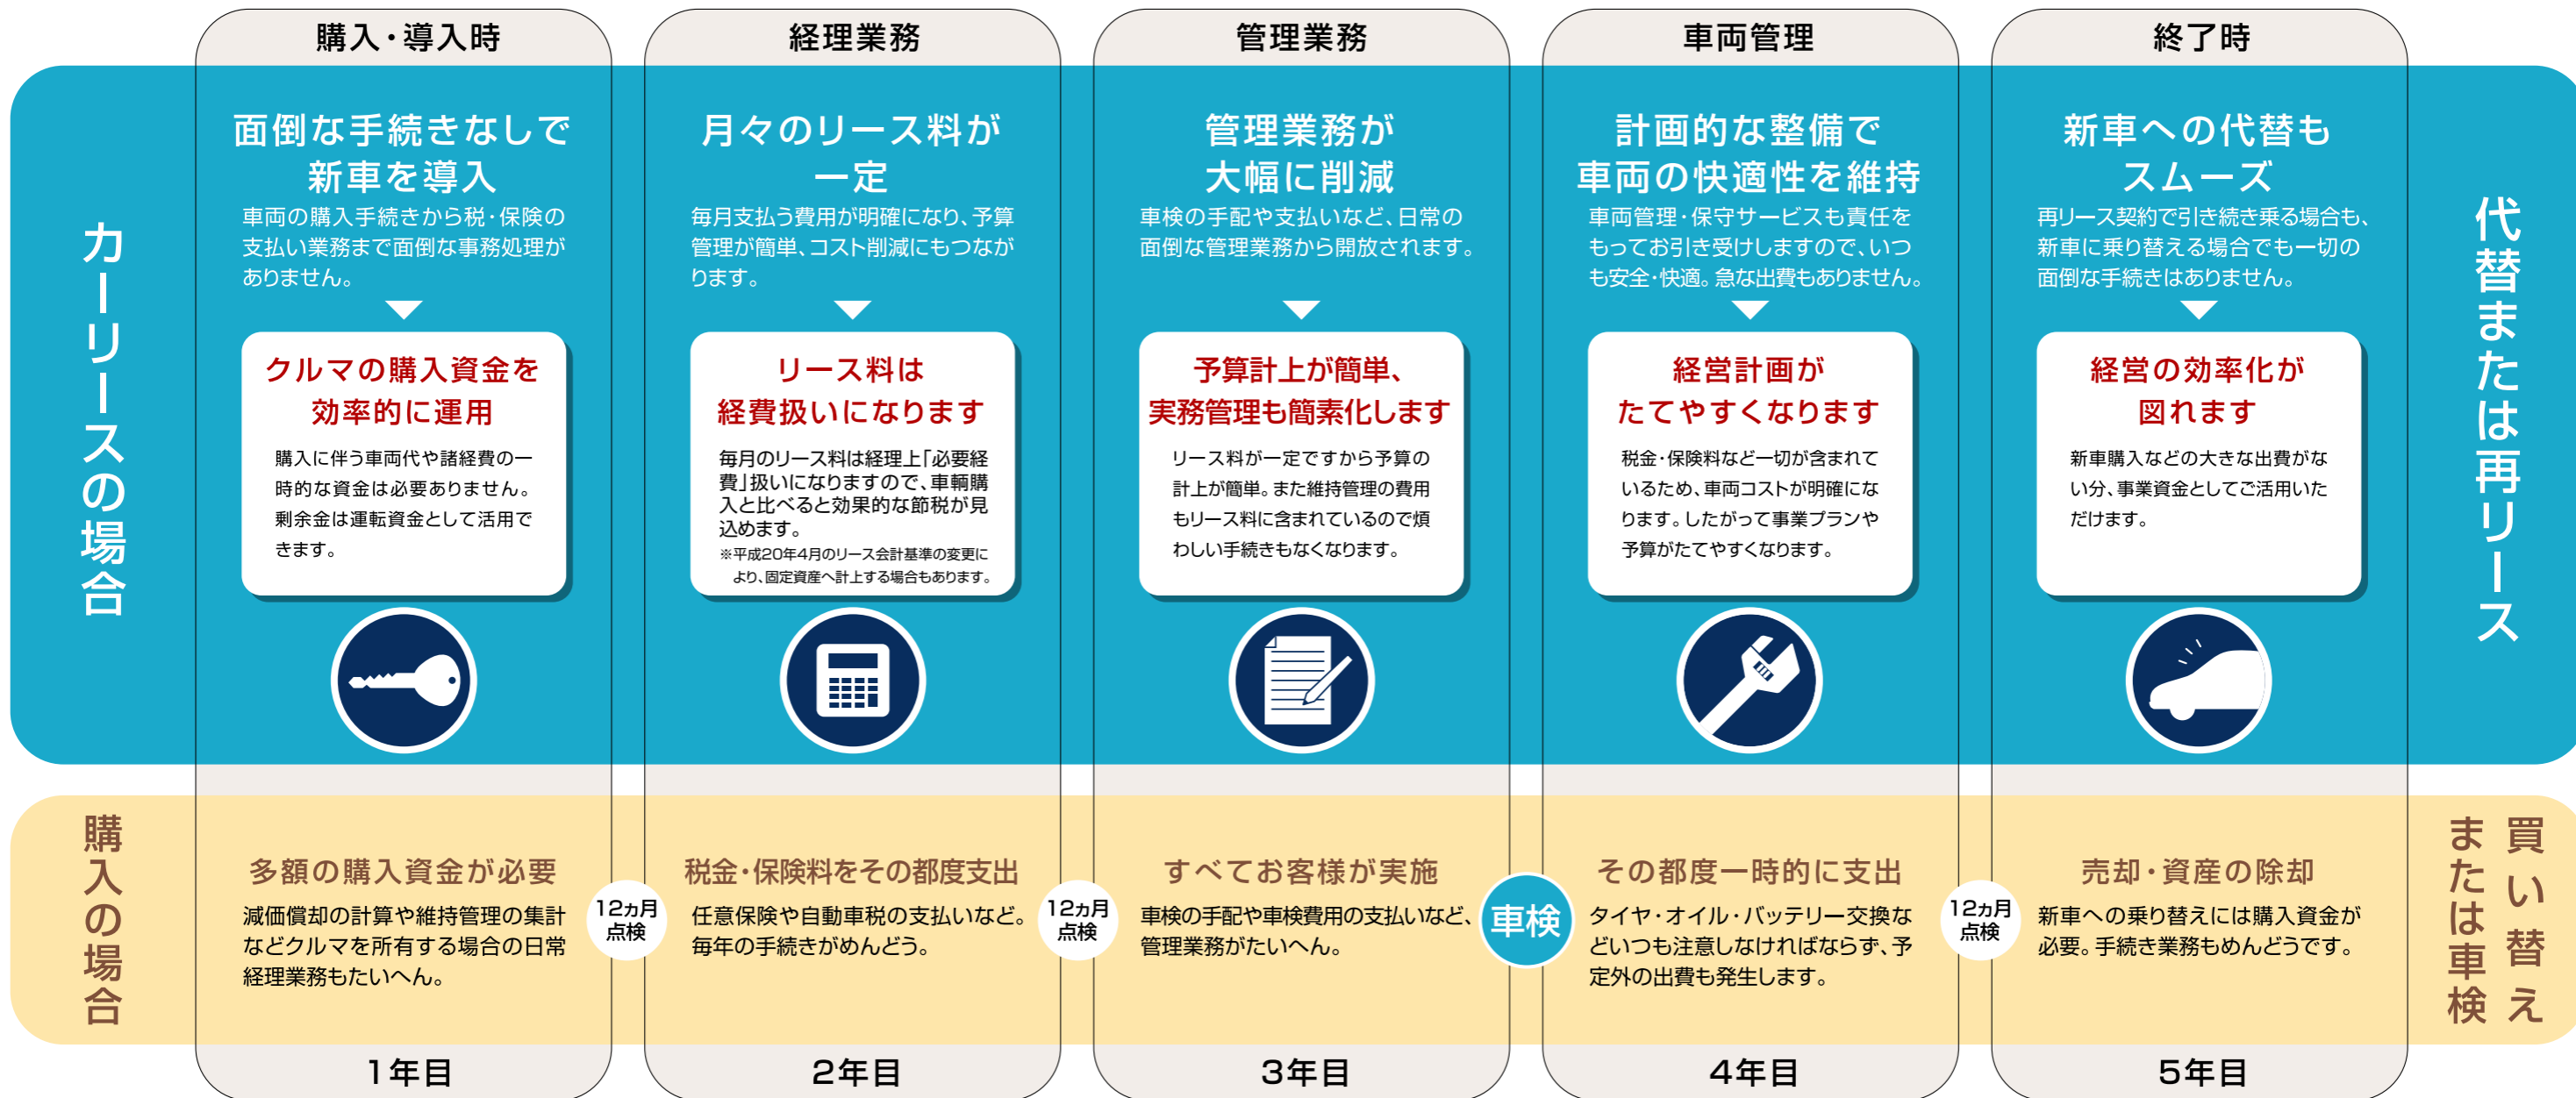 購入・導入時
経理業務
管理業務
車両管理
終了時
カーリースの場合
面倒な手続きなしで
新車を導入
車両の購入手続きから税・保険の
支払い業務まで面倒な事務処理が
ありません。
クルマの購入資金を
効率的に運用
購入に伴う車両代や諸経費の一
時的な資金は必要ありません。
剰余金は運転資金として活用で
きます。
月々のリース料が
一定
毎月支払う費用が明確になり、予算
管理が簡単、コスト削減にもつなが
ります。
リース料は
経費扱いになります
毎月のリース料は経理上「必要経
費」扱いになりますので、車輌購
入と比べると効果的な節税が見
込めます。
※平成20年4月のリース会計基準の変更に
より、固定資産へ計上する場合もあります。
管理業務が
大幅に削減
車検の手配や支払いなど、日常の
面倒な管理業務から開放されます。
予算計上が簡単、
実務管理も簡素化します
リース料が一定ですから予算の
計上が簡単。また維持管理の費用
もリース料に含まれているので煩
わしい手続きもなくなります。
計画的な整備で
車両の快適性を維持
車両管理・保守サービスも責任を
もってお引き受けしますので、いつ
も安全・快適。急な出費もありません。
経営計画が
たてやすくなります
税金・保険料など一切が含まれて
いるため、車両コストが明確にな
ります。したがって事業プランや
予算がたてやすくなります。
新車への代替も
スムーズ
再リース契約で引き続き乗る場合も、
新車に乗り替える場合でも一切の
面倒な手続きはありません。
経営の効率化が
図れます
新車購入などの大きな出費がな
い分、事業資金としてご活用いた
だけます。
代替または再リース
購入の場合
多額の購入資金が必要
減価償却の計算や維持管理の集計
などクルマを所有する場合の日常
経理業務もたいへん。
12ヵ月
点検
税金・保険料をその都度支出
任意保険や自動車税の支払いなど。
毎年の手続きがめんどう。
12ヵ月
点検
すべてお客様が実施
車検の手配や車検費用の支払いなど、
管理業務がたいへん。
車検
その都度一時的に支出
タイヤ・オイル・バッテリー交換な
どいつも注意しなければならず、予
定外の出費も発生します。
12ヵ月
点検
売却・資産の除却
新車への乗り替えには購入資金が
必要。手続き業務もめんどうです。
買い替え
または車検
1年目
2年目
3年目
4年目
5年目